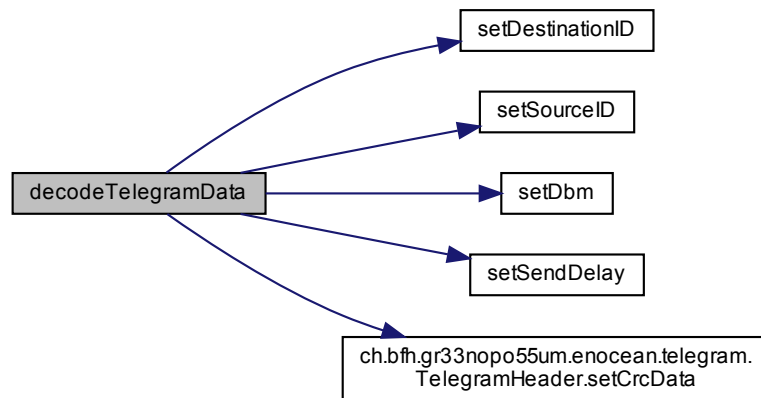 setDestinationID
setSourceID
decodeTelegramData
setDbm
setSendDelay
ch.bfh.gr33nopo55um.enocean.telegram.
TelegramHeader.setCrcData